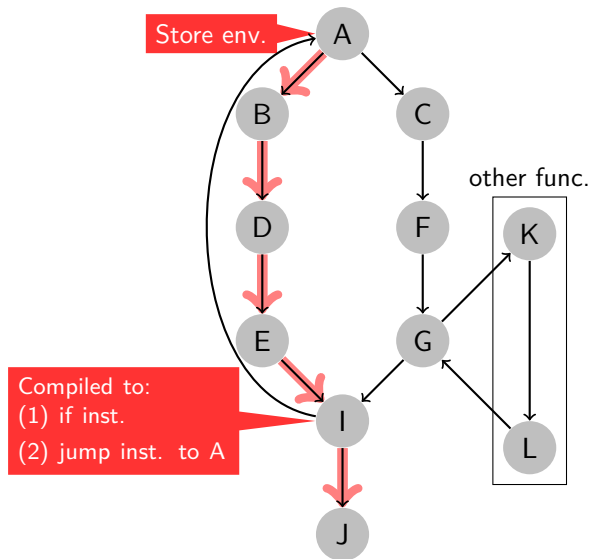 Store env.
A
B
C
other func.
D
F
K
E
G
Compiled to:
(1) if inst.
(2) jump inst. to A
I
L
J